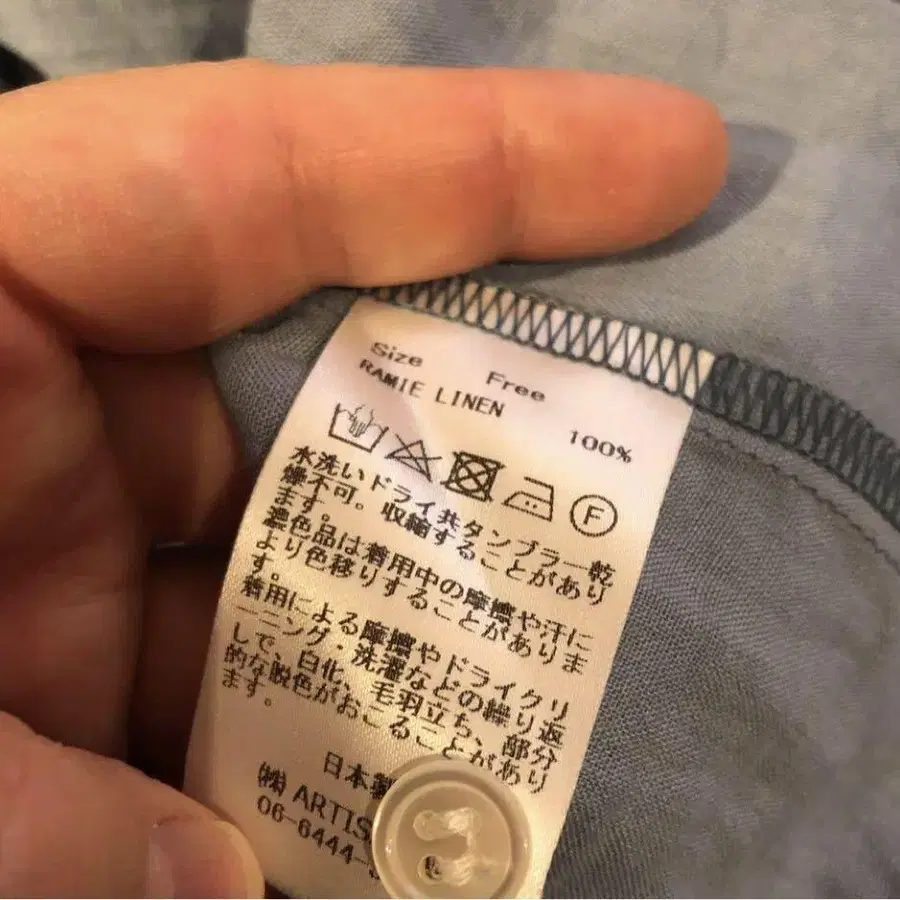 Size Free
RAMIE LINEN 100%
F
水洗いドライ共タンブラー乾
燥不可。収縮することがあり
ます。
濃色品は着用中の摩擦や汗に
より色移りすることがありま
す。
着用による摩擦やドライクリ
ーニング・洗濯などの繰り返
しで、白化、毛羽立ち、部分
的な脱色がおこることがあり
ます。
日本製
㈱ ARTIS
06-6444-